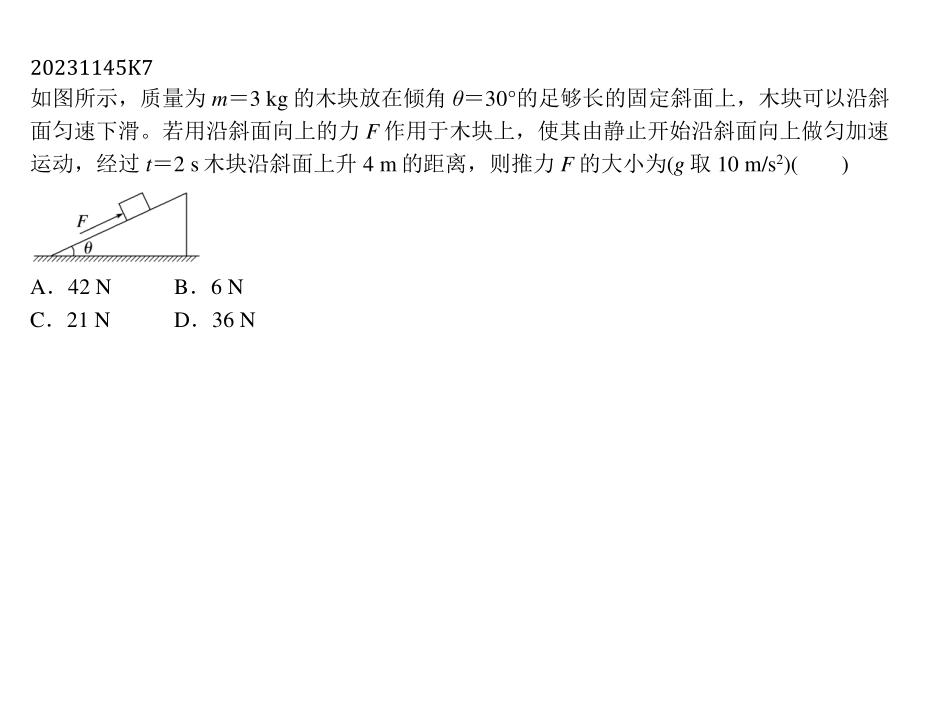 20231145K7
如图所示，质量为 m＝3 kg 的木块放在倾角 θ＝30°的足够长的固定斜面上，木块可以沿斜
面匀速下滑。若用沿斜面向上的力 F 作用于木块上，使其由静止开始沿斜面向上做匀加速
运动，经过 t＝2 s 木块沿斜面上升 4 m 的距离，则推力 F 的大小为(g 取 10 m/s²)(　　)
F
θ
A．42 N　　B．6 N
C．21 N　　D．36 N